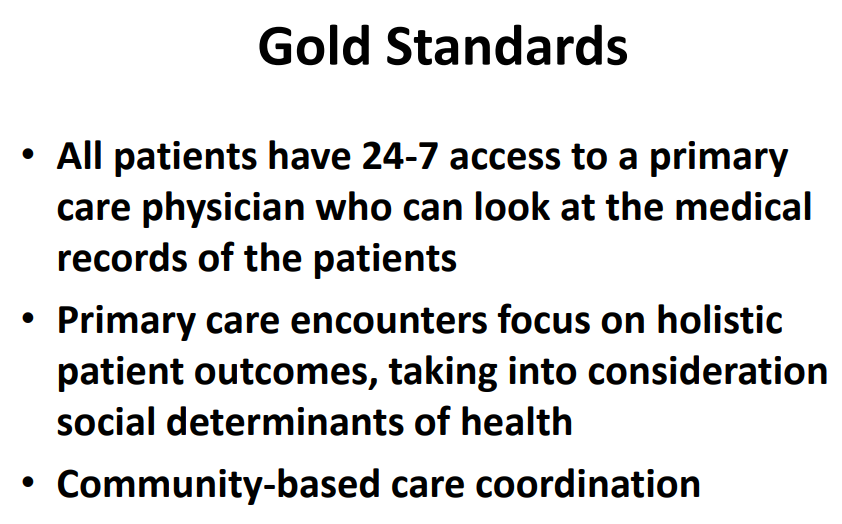 Gold Standards
• All patients have 24-7 access to a primary
care physician who can look at the medical
records of the patients
• Primary care encounters focus on holistic
patient outcomes, taking into consideration
social determinants of health
• Community-based care coordination